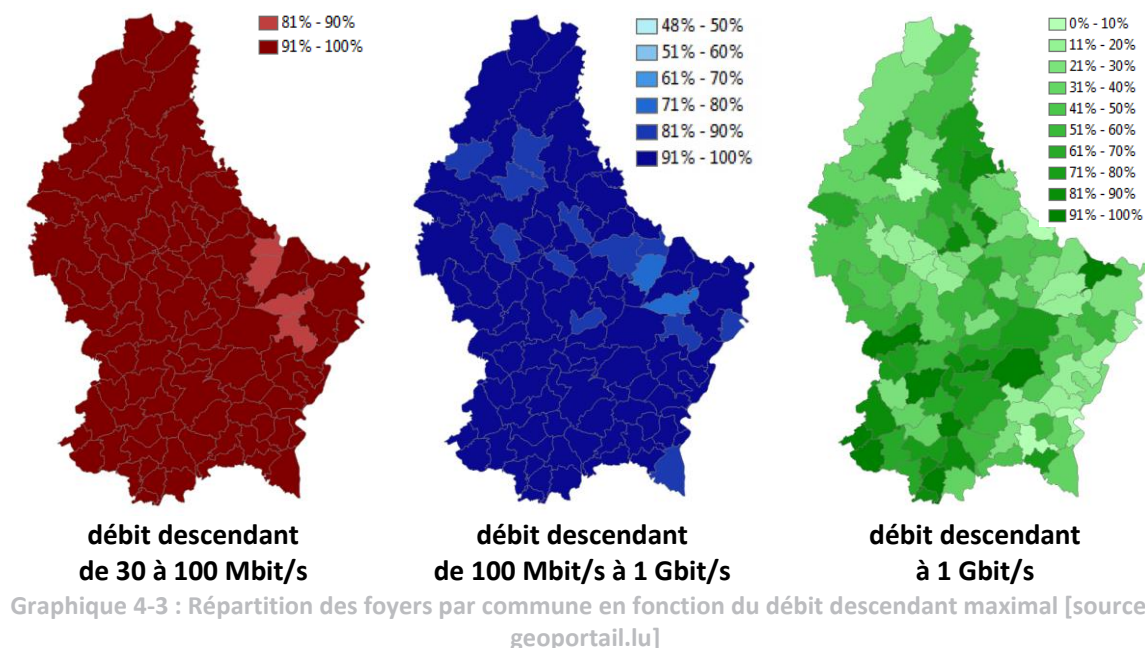 81% - 90%
91% - 100%
48% - 50%
51% - 60%
61% - 70%
71% - 80%
81% - 90%
91% - 100%
0% - 10%
11% - 20%
21% - 30%
31% - 40%
41% - 50%
51% - 60%
61% - 70%
71% - 80%
81% - 90%
91% - 100%
débit descendant
de 30 à 100 Mbit/s
débit descendant
de 100 Mbit/s à 1 Gbit/s
débit descendant
à 1 Gbit/s
Graphique 4-3 : Répartition des foyers par commune en fonction du débit descendant maximal [source
geoportail.lu]